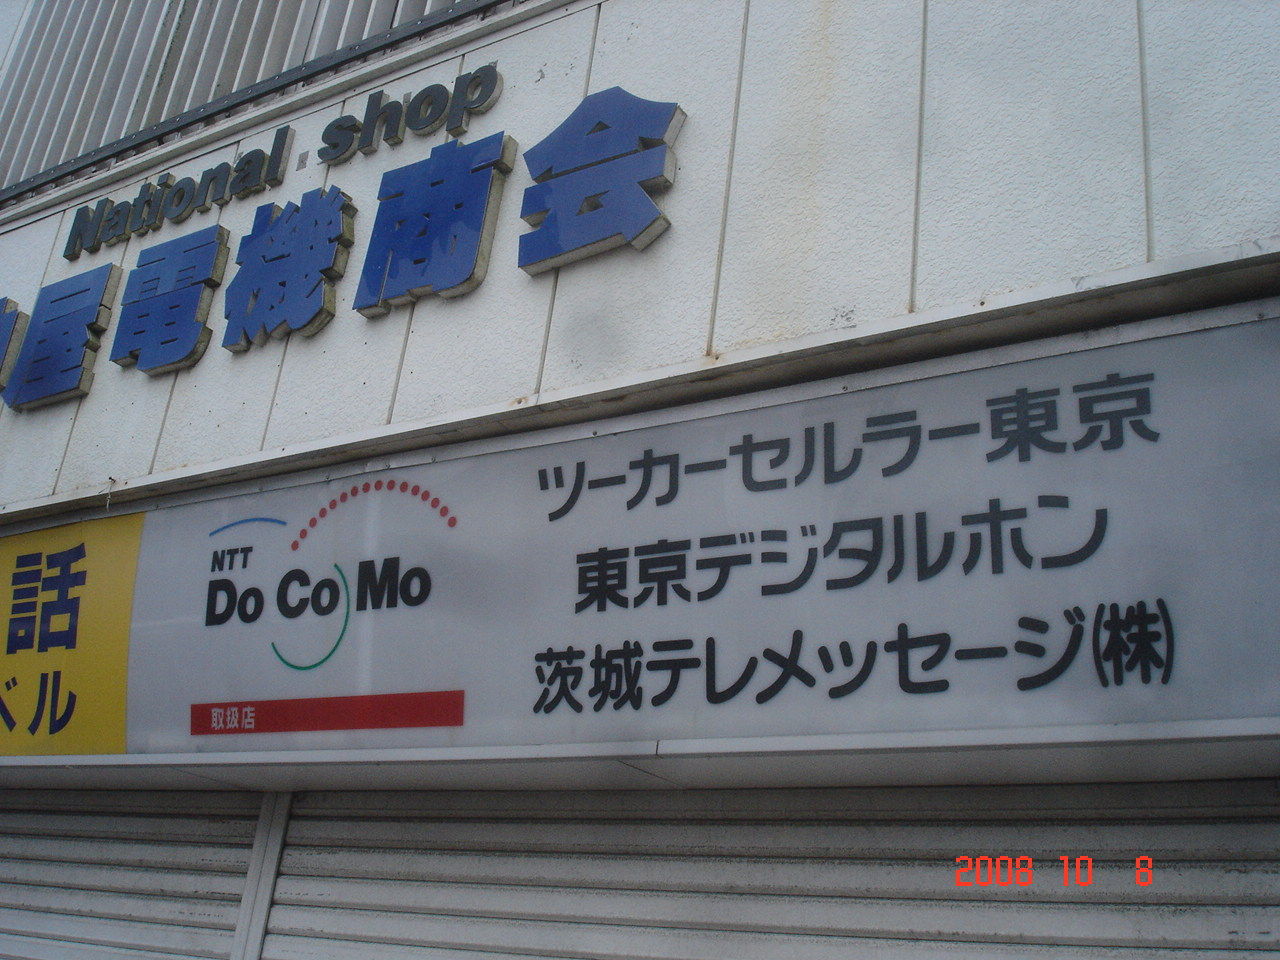 National shop
屋電機商会
話
ベル
NTT
DoCoMo
取扱店
ツーカーセルラー東京
東京デジタルホン
茨城テレメッセージ(株)
2008 10 8